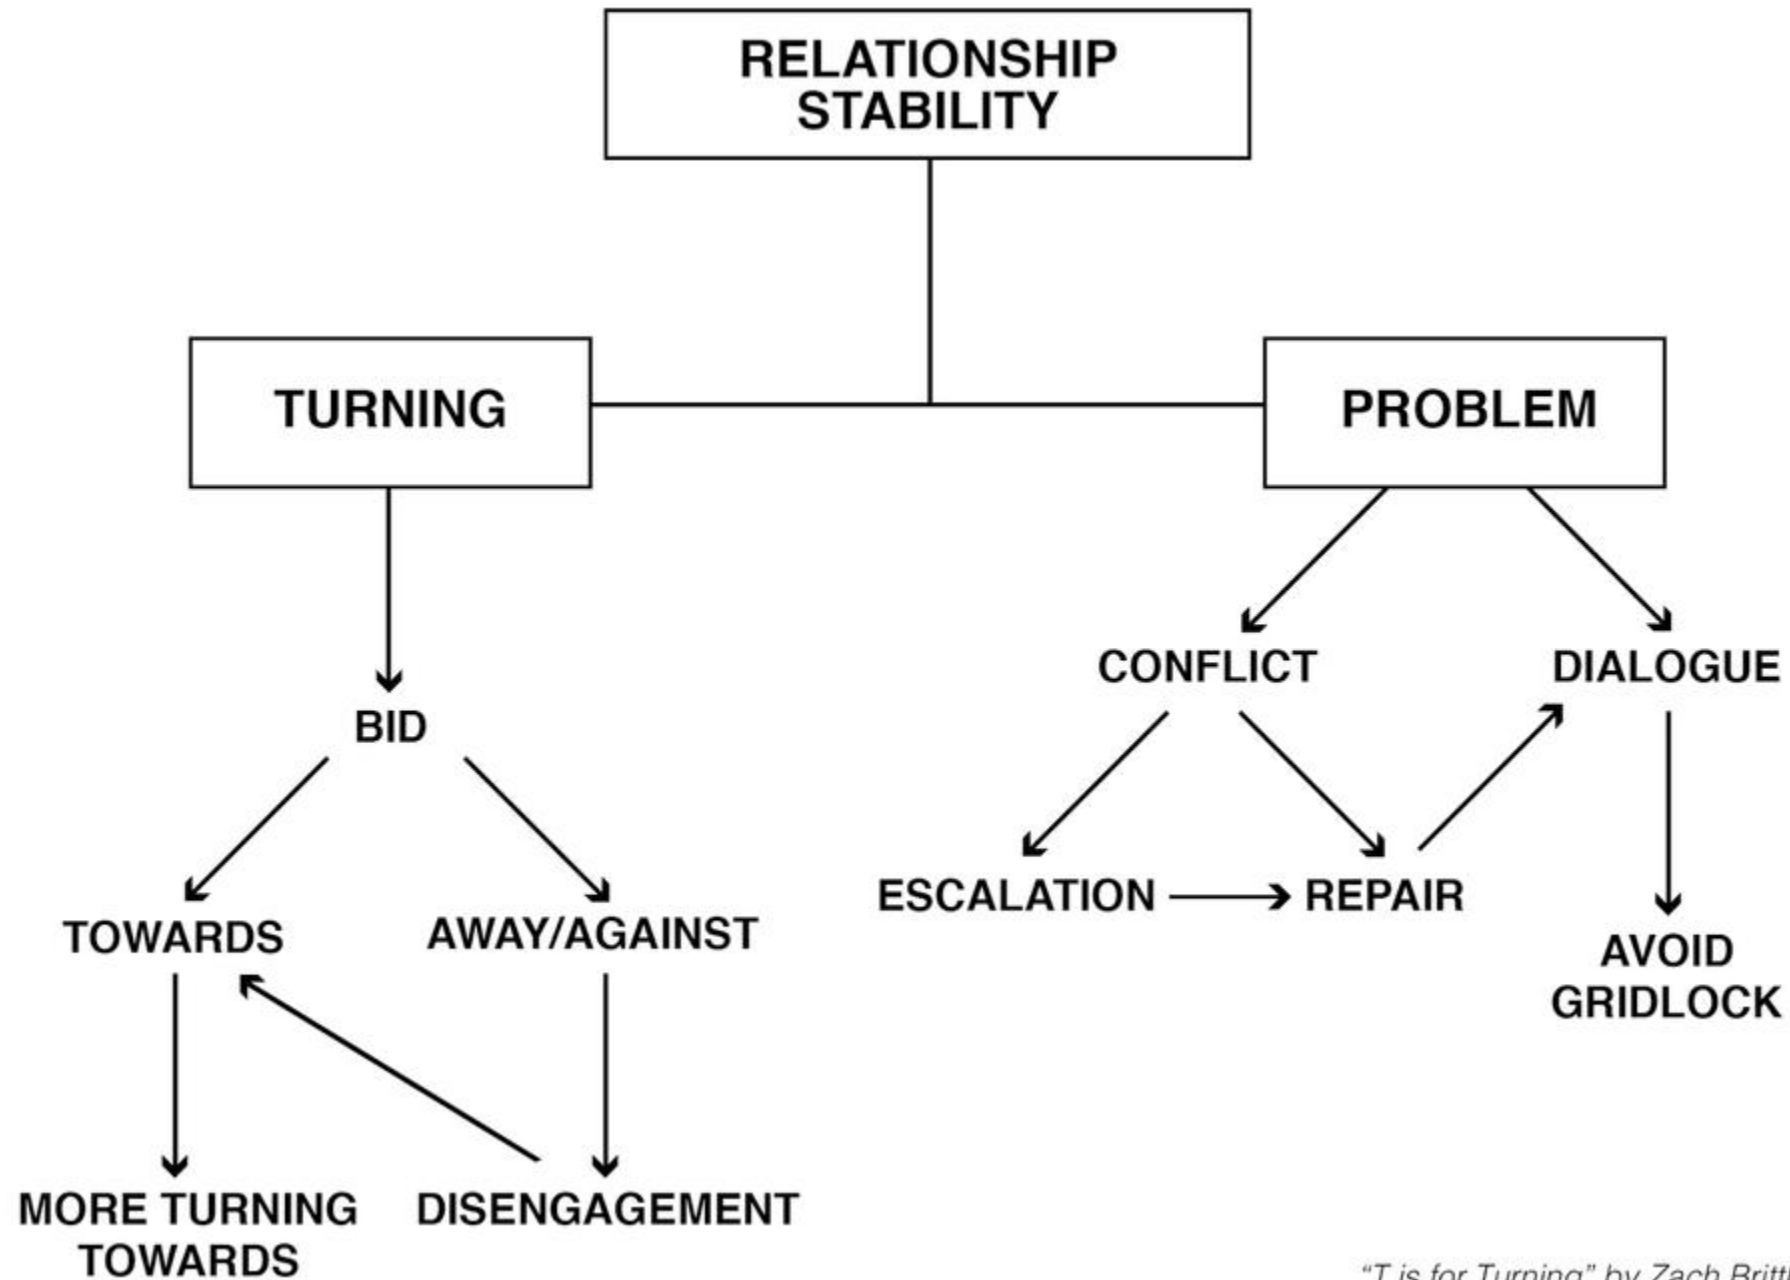 RELATIONSHIP
STABILITY
TURNING
PROBLEM
BID
CONFLICT
DIALOGUE
TOWARDS
AWAY/AGAINST
ESCALATION
REPAIR
AVOID
GRIDLOCK
MORE TURNING
TOWARDS
DISENGAGEMENT
“T is for Turning” by Zach